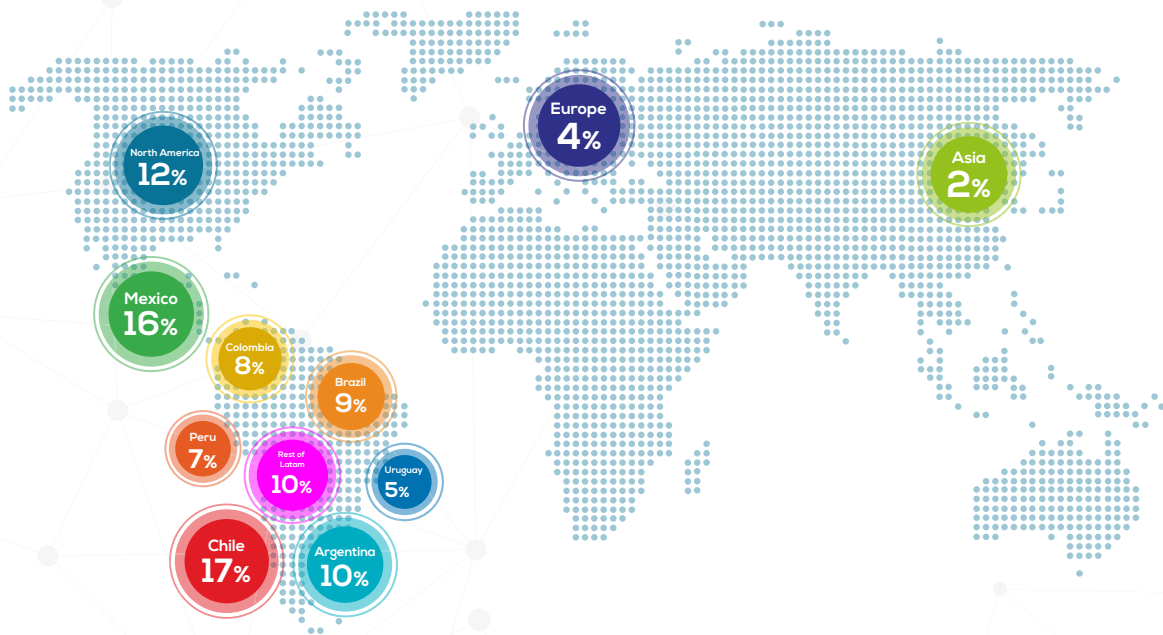 Europe
4%
North America
12%
Asia
2%
Mexico
16%
Colombia
8%
Brazil
9%
Peru
7%
Rest of
Latam
10%
Uruguay
5%
Chile
17%
Argentina
10%